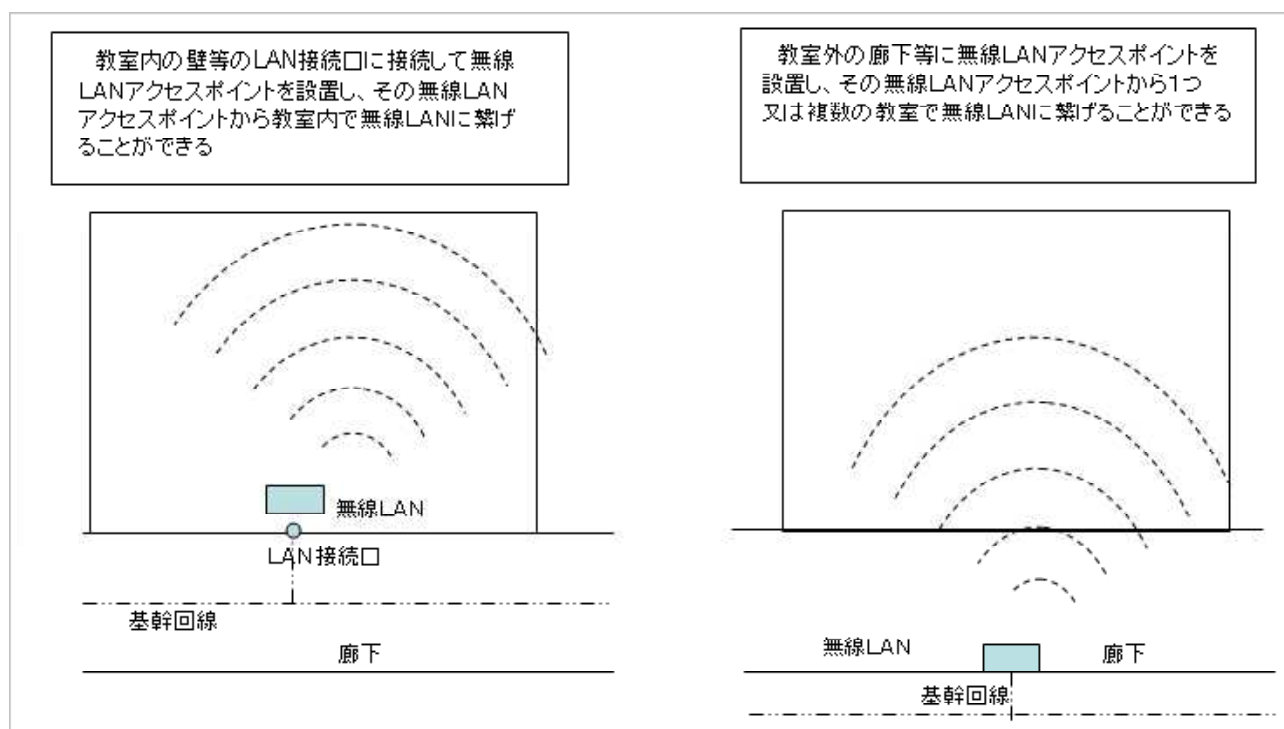 教室内の壁等のLAN接続口に接続して無線
LANアクセスポイントを設置し、その無線LAN
アクセスポイントから教室内で無線LANに繋げ
ることができる
無線LAN
LAN接続口
基幹回線
廊下
教室外の廊下等に無線LANアクセスポイントを
設置し、その無線LANアクセスポイントから1つ
又は複数の教室で無線LANに繋げることができる
無線LAN
廊下
基幹回線